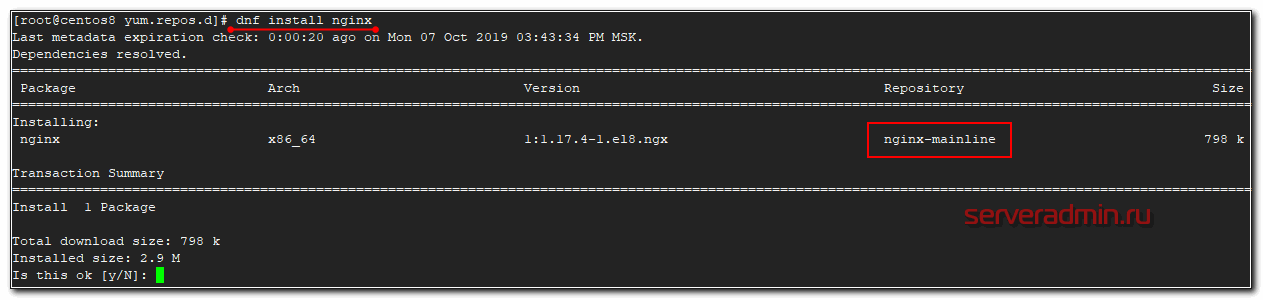 [root@centos8 yum.repos.d]# dnf install nginx
Last metadata expiration check: 0:00:20 ago on Mon 07 Oct 2019 03:43:34 PM MSK.
Dependencies resolved.
Package Arch Version Repository Size
Installing:
nginx x86_64 1:1.17.4-1.el8.ngx nginx-mainline 798 k
Transaction Summary
Install 1 Package
serveradmin.ru
Total download size: 798 k
Installed size: 2.9 M
Is this ok [y/N]: